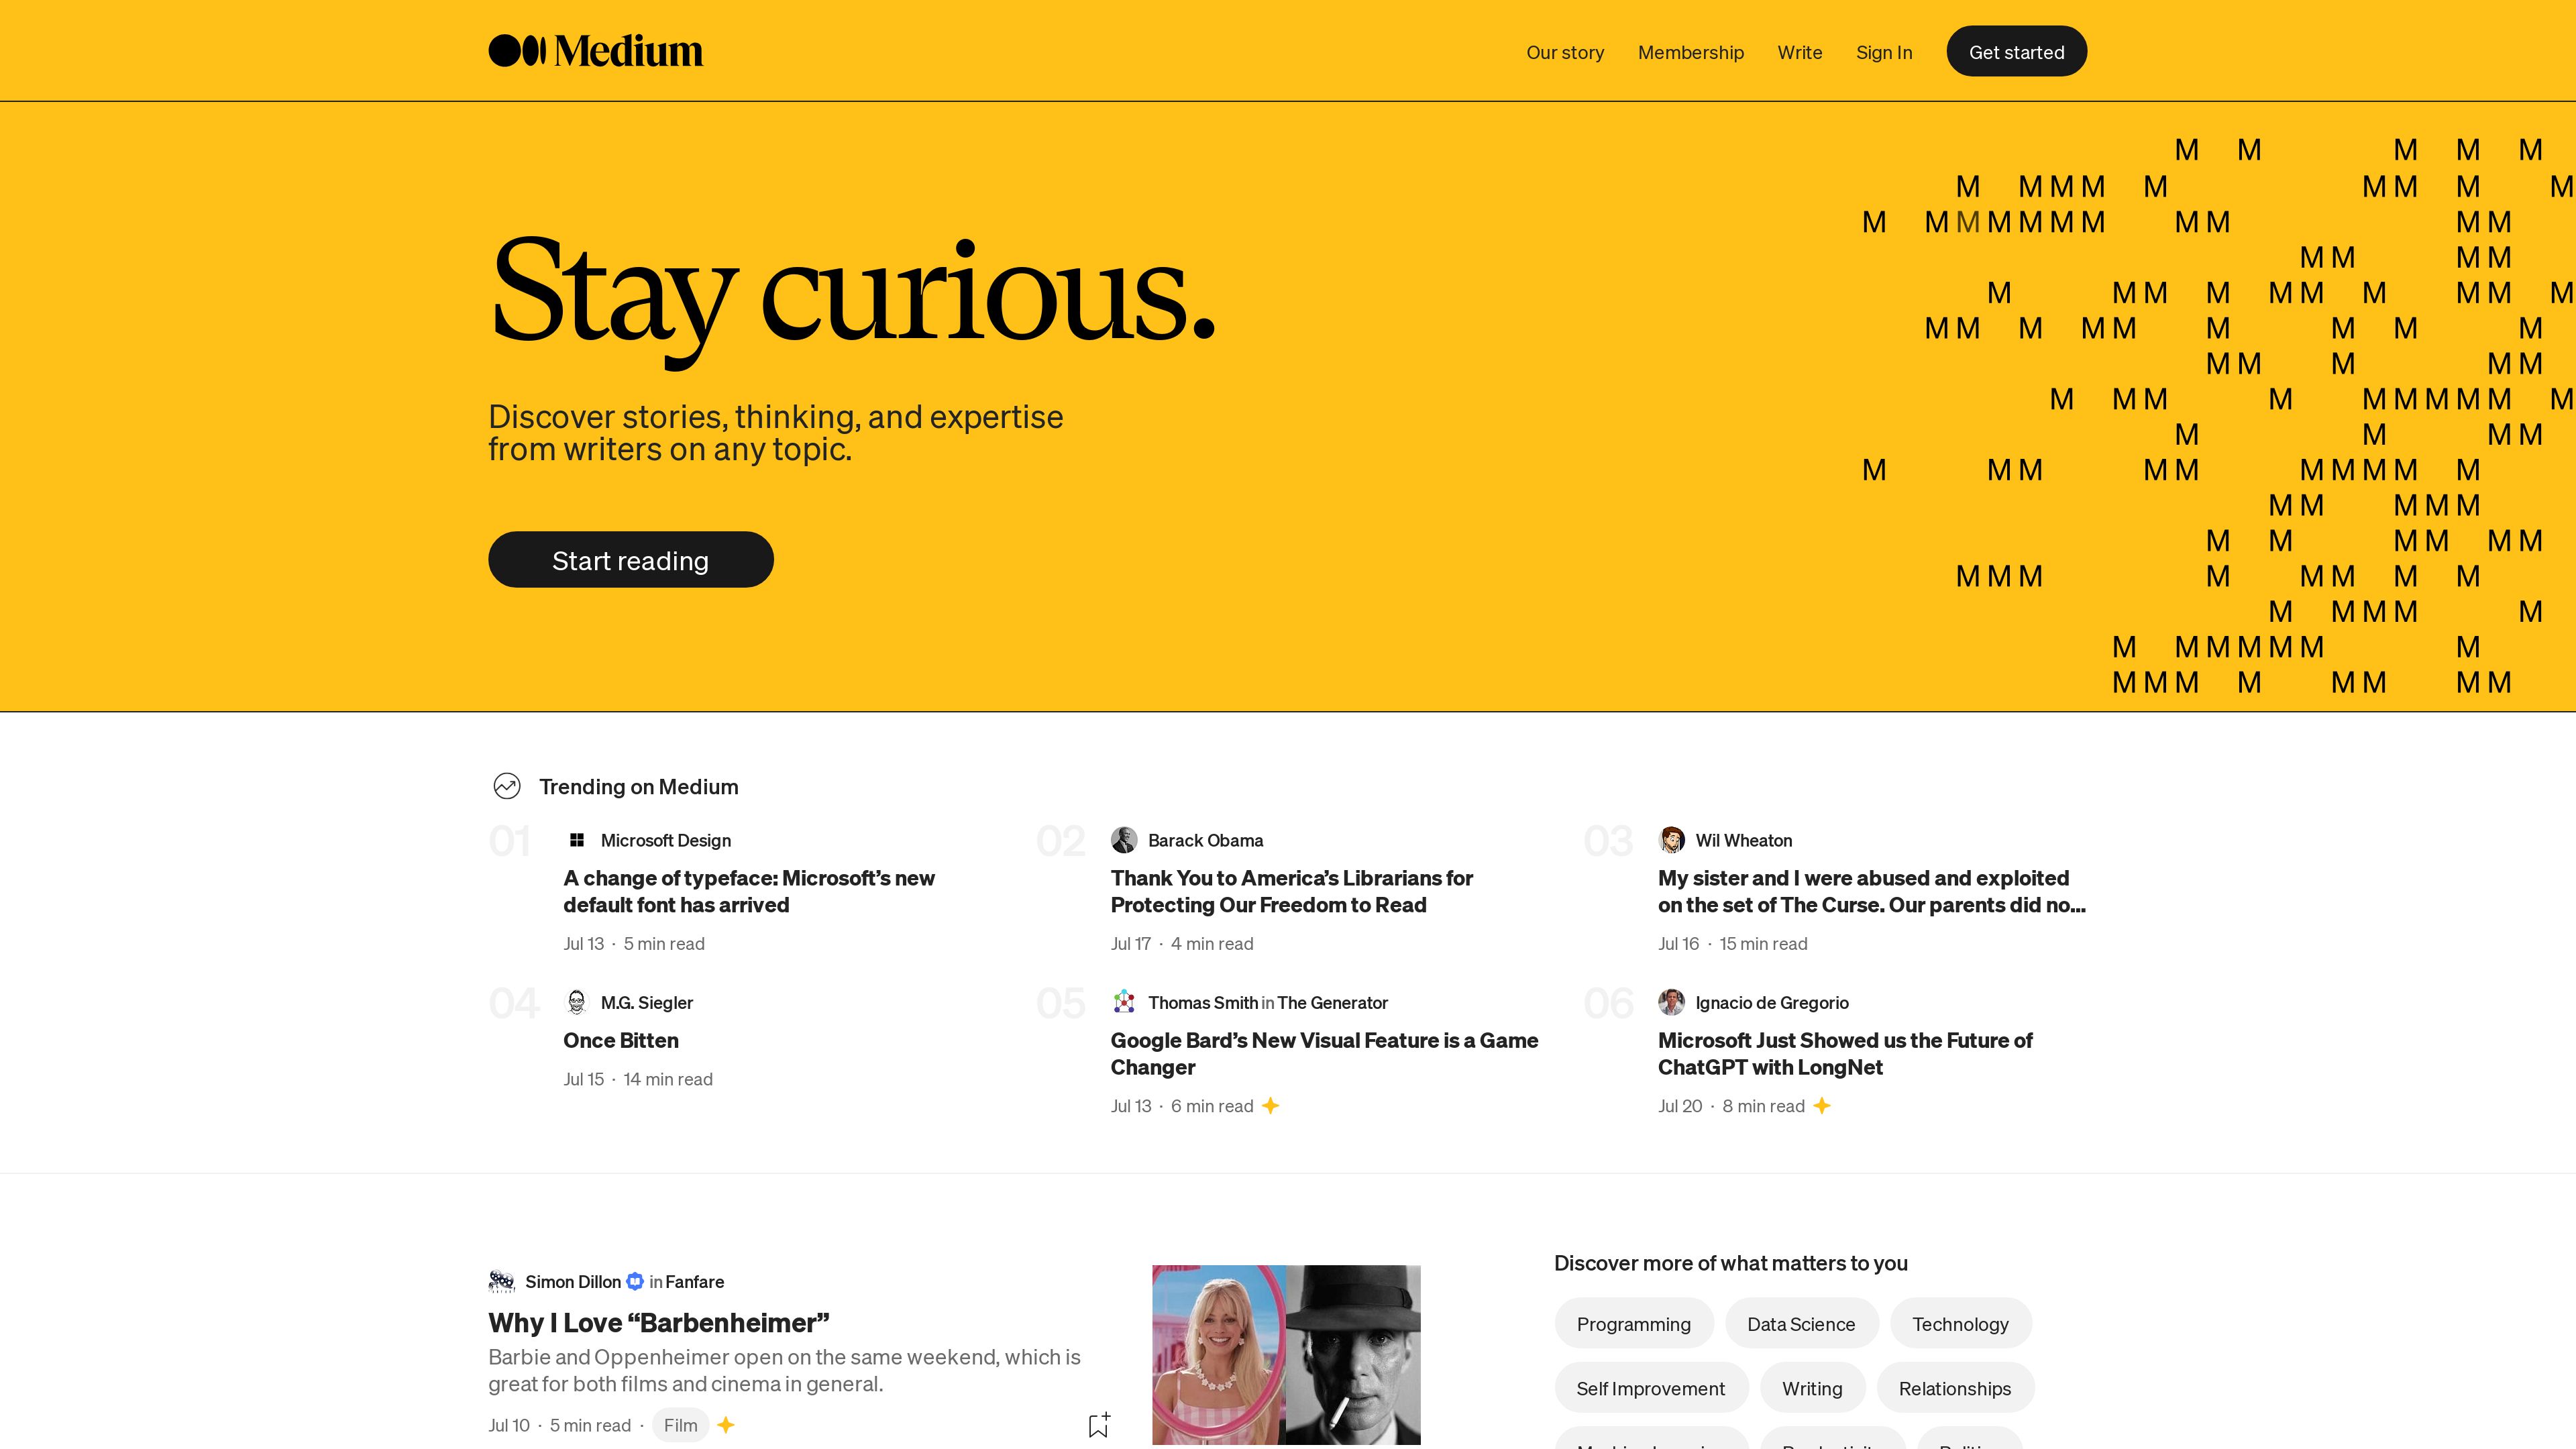 Medium
Our story Membership Write Sign In Get started
M M M M M
M M M M M M M M M
M M M M M M M M M M M
M M M M
M M M M M M M M M M
M M M M M M M M M
M M M M M
M M M M M M M M M M
M M M M
M M M M M M M M M M
M M M M M
M M M M M M
M M M M M M M M
M M M M M
M M M M M M M
M M M M M M M M
Stay curious.
Discover stories, thinking, and expertise
from writers on any topic.
Start reading
Trending on Medium
01
Microsoft Design
A change of typeface: Microsoft’s new
default font has arrived
Jul 13 · 5 min read
02
Barack Obama
Thank You to America’s Librarians for
Protecting Our Freedom to Read
Jul 17 · 4 min read
03
Wil Wheaton
My sister and I were abused and exploited
on the set of The Curse. Our parents did no...
Jul 16 · 15 min read
04
M.G. Siegler
Once Bitten
Jul 15 · 14 min read
05
Thomas Smith in The Generator
Google Bard’s New Visual Feature is a Game
Changer
Jul 13 · 6 min read
06
Ignacio de Gregorio
Microsoft Just Showed us the Future of
ChatGPT with LongNet
Jul 20 · 8 min read
Simon Dillon in Fanfare
Why I Love “Barbenheimer”
Barbie and Oppenheimer open on the same weekend, which is
great for both films and cinema in general.
Jul 10 · 5 min read · Film
Discover more of what matters to you
Programming Data Science Technology
Self Improvement Writing Relationships